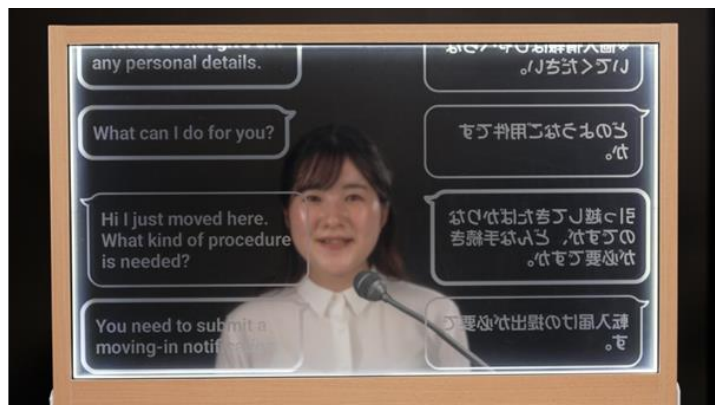 any personal details.
What can I do for you?
Hi I just moved here.
What kind of procedure
is needed?
You need to submit a
moving-in
いでください。
どのようなご用件です
か。
引っ越してきたばかりな
のですが、どんな手続き
が必要ですか。
転入届けの提出が必要で
す。